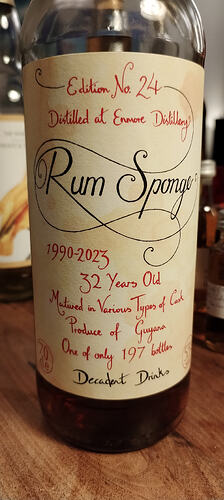 Edition No. 24
Distilled at Enmore Distillery
Rum Sponge
1990-2023
32 Years Old
Matured in Various Types of Cask
Produce of Guyana
One of only 197 bottles
70
Decadent Drinks